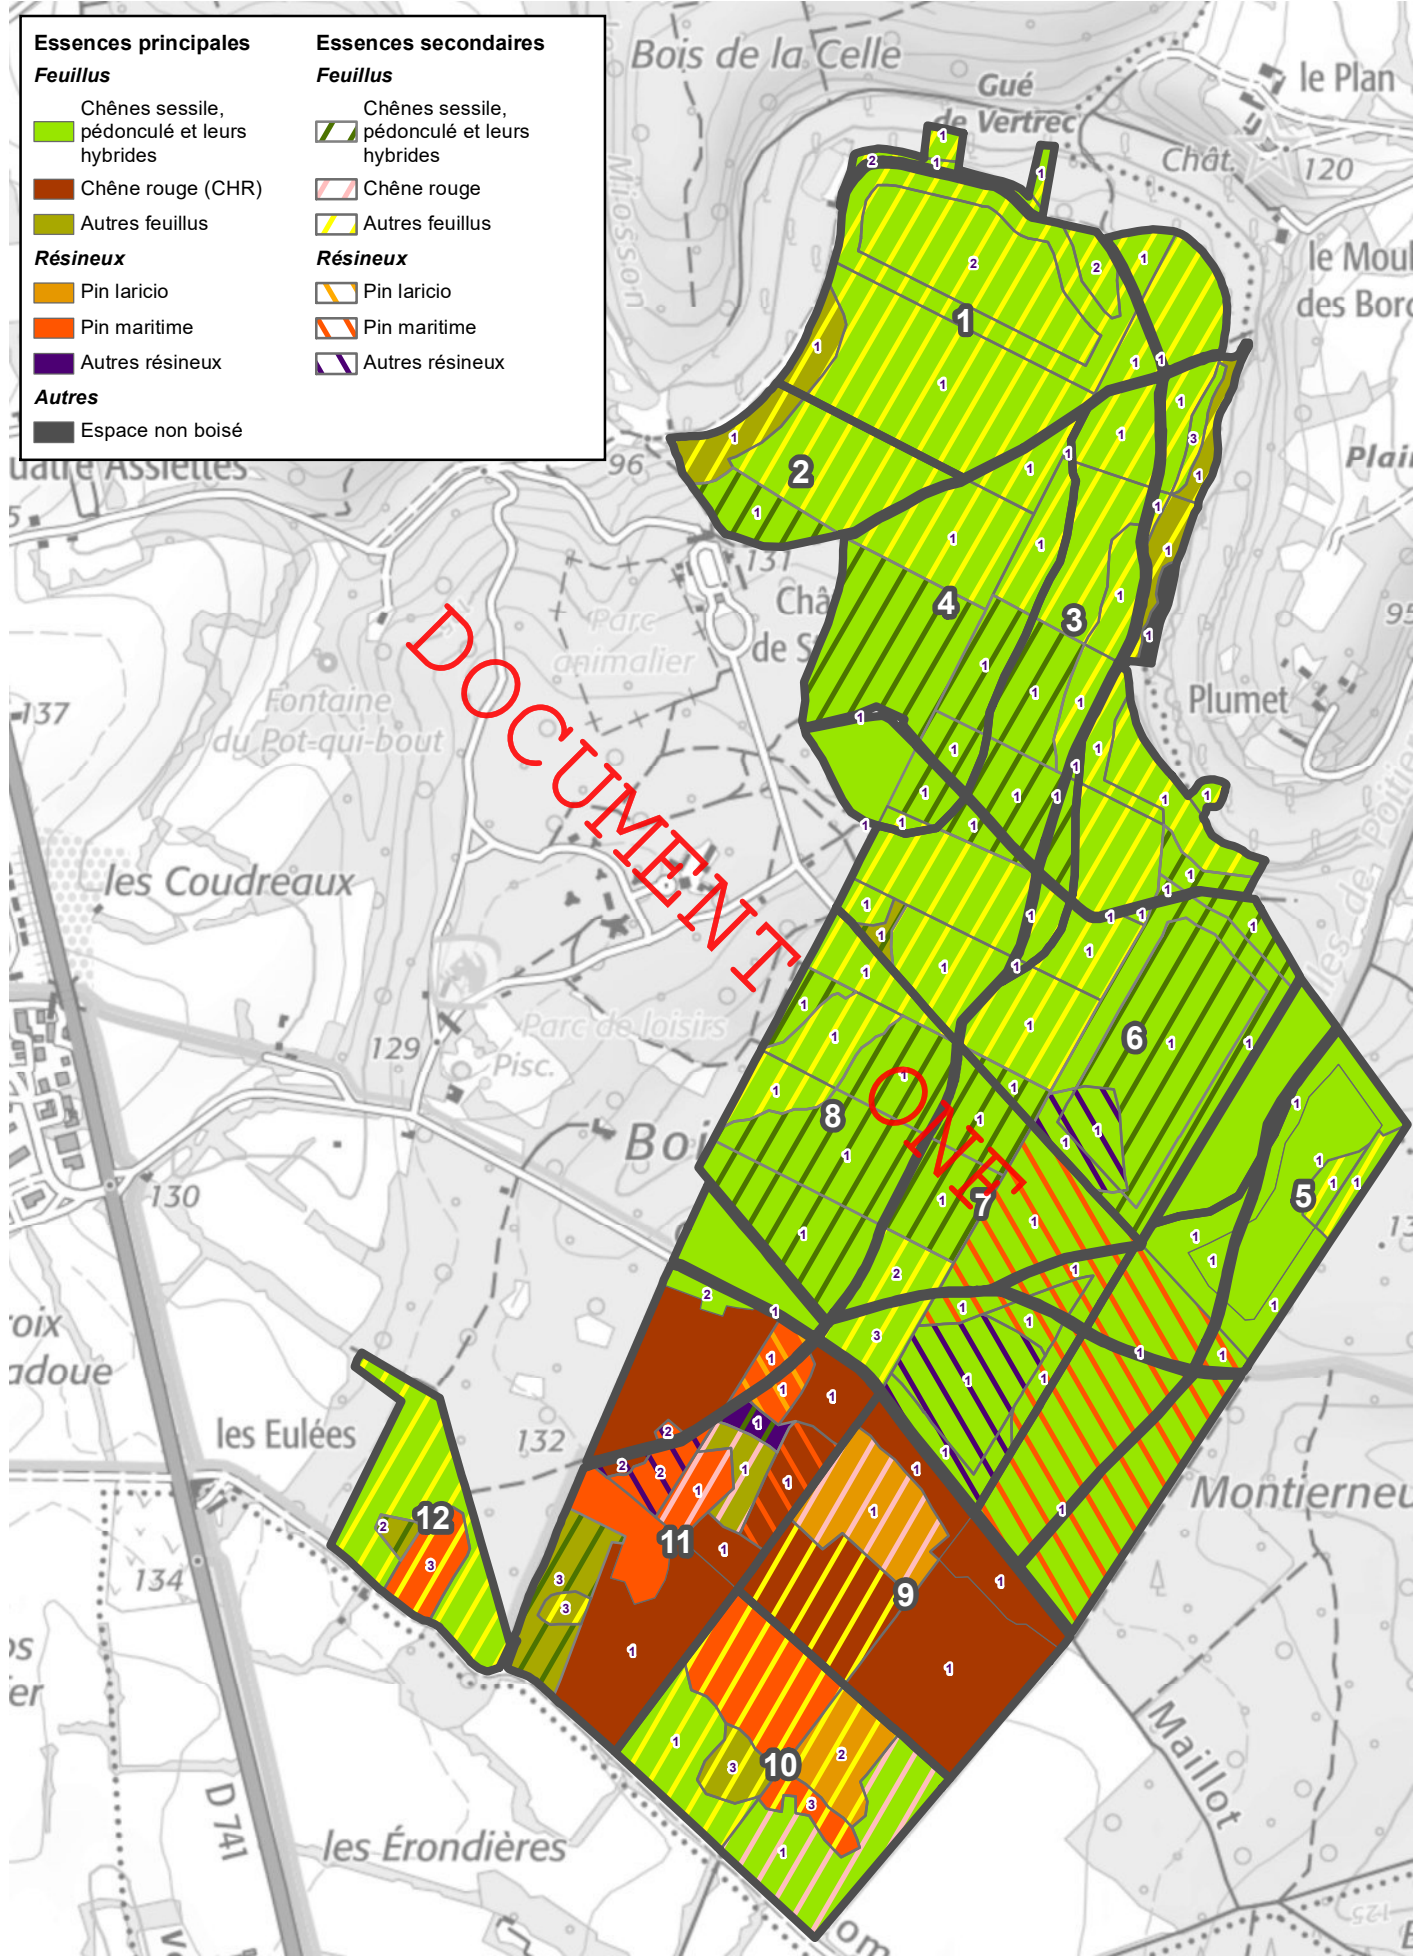 Essences principales
Feuillus
Chênes sessile,
pédonculé et leurs
hybrides
Chêne rouge (CHR)
Autres feuillus
Résineux
Pin laricio
Pin maritime
Autres résineux
Autres
Espace non boisé
Essences secondaires
Feuillus
Chênes sessile,
pédonculé et leurs
hybrides
Chêne rouge
Autres feuillus
Résineux
Pin laricio
Pin maritime
Autres résineux
Bois de la Celle
Gué
de Vertrec
le Plan
Chât.
120
Miosson
le Moul
des Bord
1
2
3
4
5
6
7
8
9
10
11
12
96
Plain
131
Parc
animalier
Fontaine
du Pot-qui-bout
137
Plumet
95
DOCUMENT
ONF
les Coudreaux
Parc de loisirs
Pisc.
129
130
Boi
les Eulées
132
134
Montierneu
Maillot
D 741
les Érondières
125